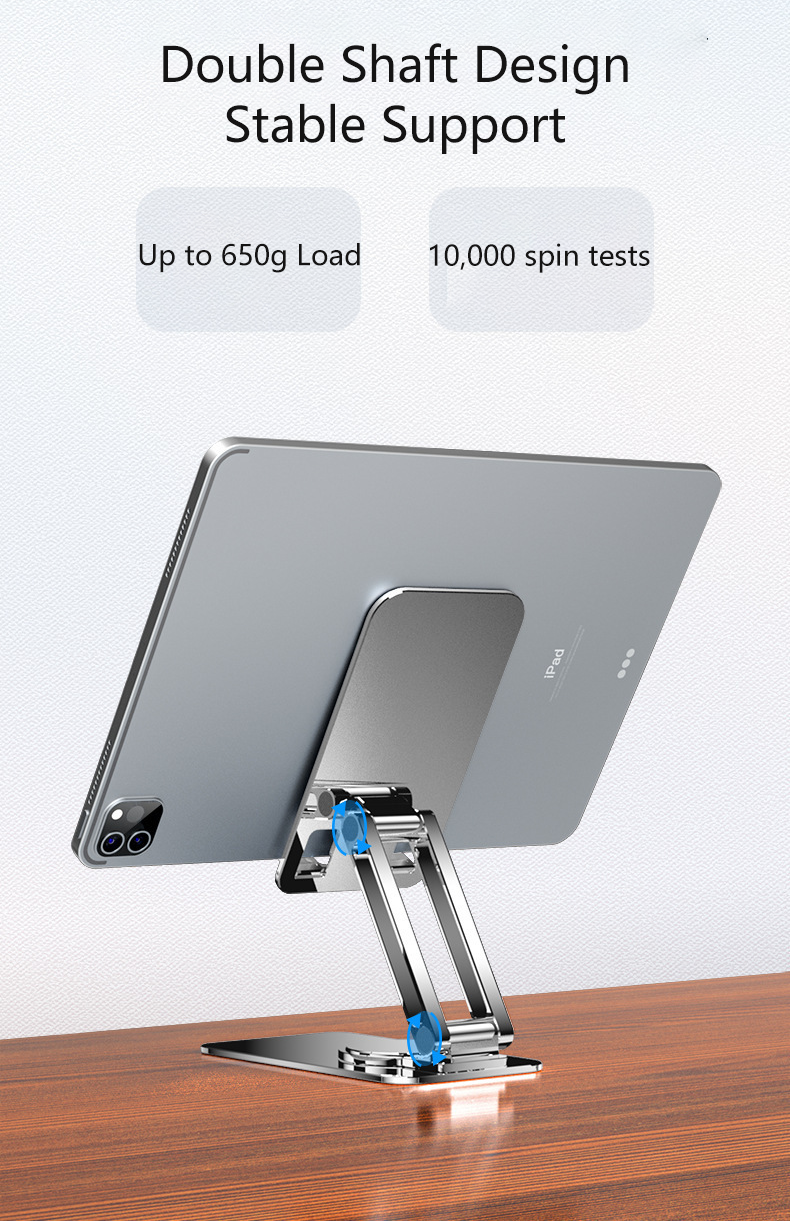 Double Shaft Design
Stable Support
Up to 650g Load
10,000 spin tests
iPad